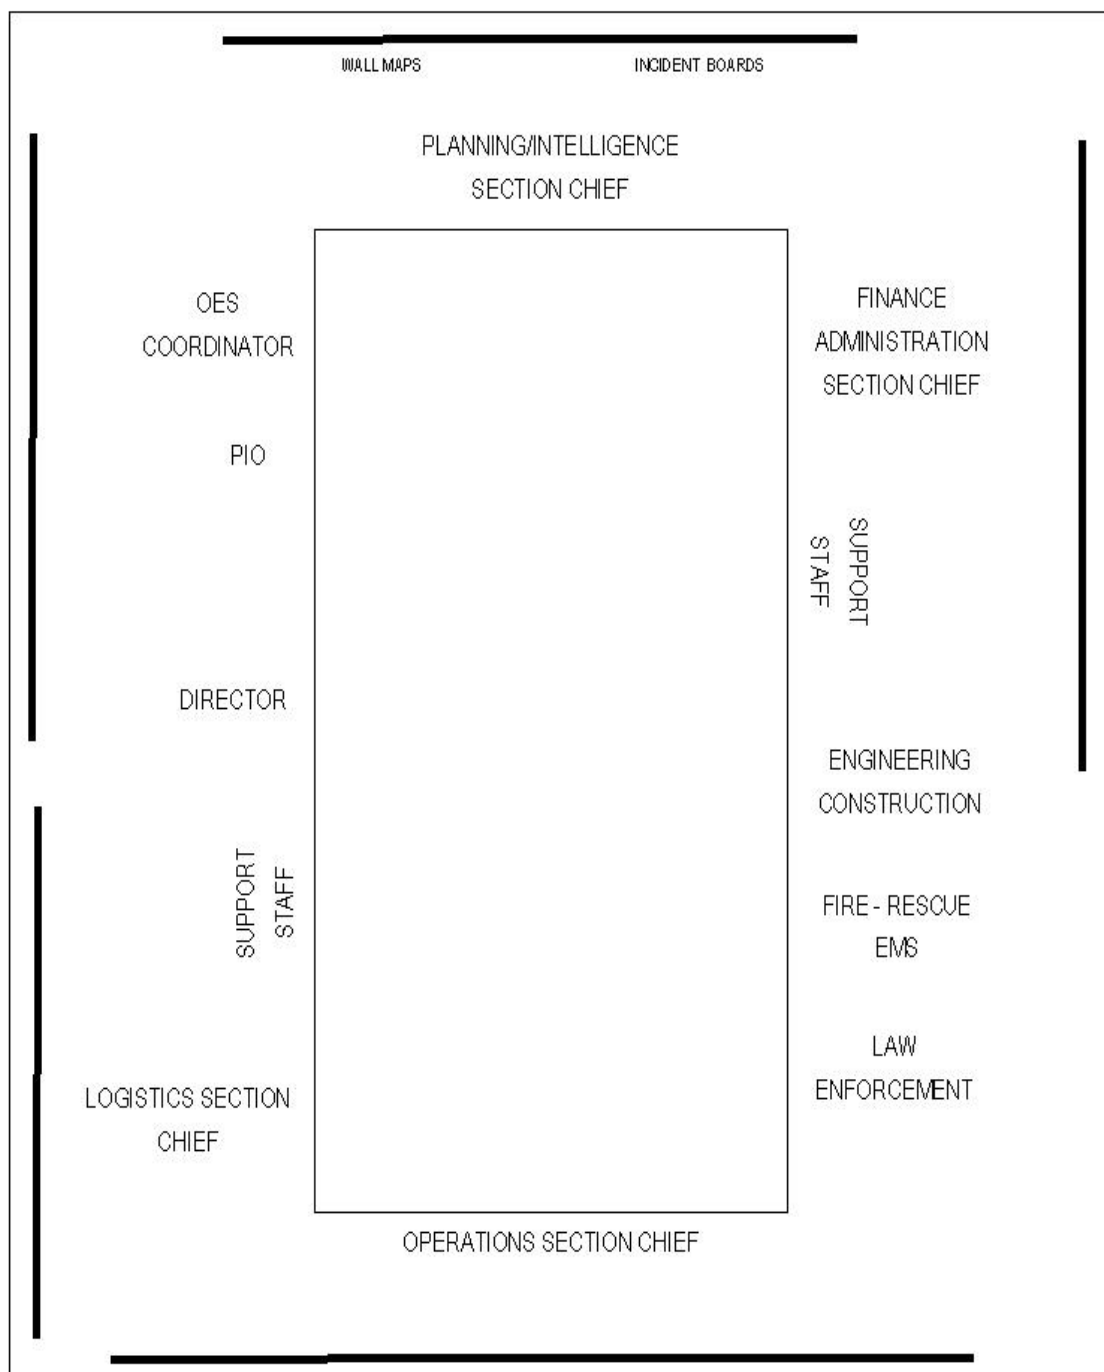 WALL MAPS
INCIDENT BOARDS
PLANNING/INTELLIGENCE
SECTION CHIEF
OES
COORDINATOR
PIO
DIRECTOR
SUPPORT
STAFF
LOGISTICS SECTION
CHIEF
FINANCE
ADMINISTRATION
SECTION CHIEF
SUPPORT
STAFF
ENGINEERING
CONSTRUCTION
FIRE - RESCUE
EMS
LAW
ENFORCEMENT
OPERATIONS SECTION CHIEF